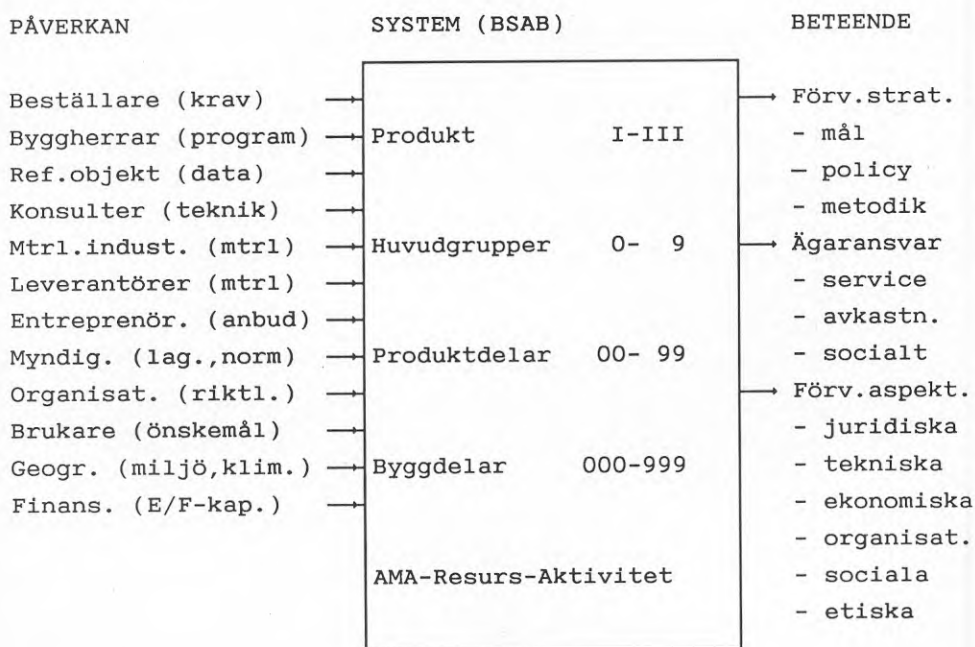 PÅVERKAN SYSTEM (BSAB) BETEENDE
Beställare (krav) Förv.strat.
Byggherrar (program) Produkt I-III - mål
Ref.objekt (data) - policy
Konsulter (teknik) - metodik
Mtrl.indust. (mtrl) Huvudgrupper 0- 9 Ägaransvar
Leverantörer (mtrl) - service
Entreprenör. (anbud) - avkastn.
Myndig. (lag.,norm) Produktdelar 00- 99 - socialt
Organisat. (riktl.) Förv.aspekt.
Brukare (önskemål) - juridiska
Geogr. (miljö,klim.) Byggdelar 000-999 - tekniska
Finans. (E/F-kap.) - ekonomiska
- organisat.
AMA-Resurs-Aktivitet - sociala
- etiska